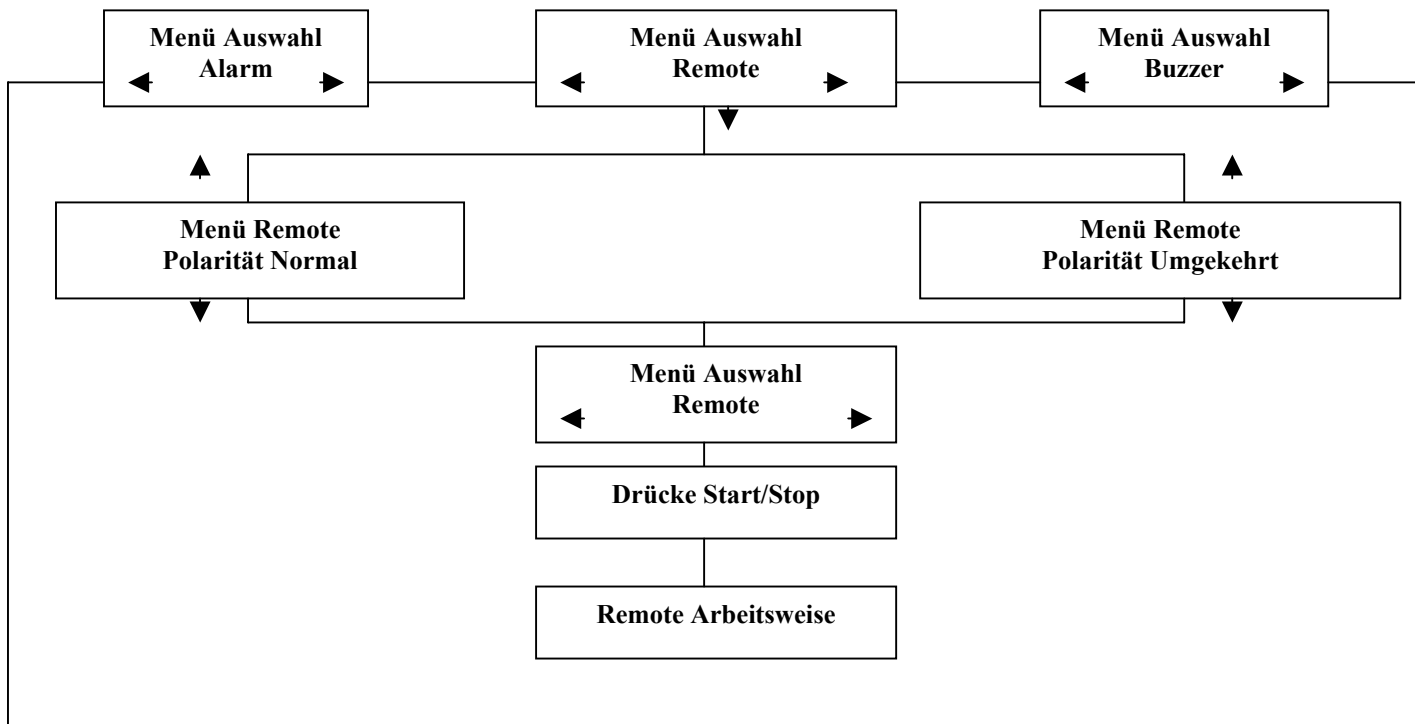 Menü Auswahl
Alarm
Menü Auswahl
Remote
Menü Auswahl
Buzzer
Menü Remote
Polarität Normal
Menü Remote
Polarität Umgekehrt
Menü Auswahl
Remote
Drücke Start/Stop
Remote Arbeitsweise